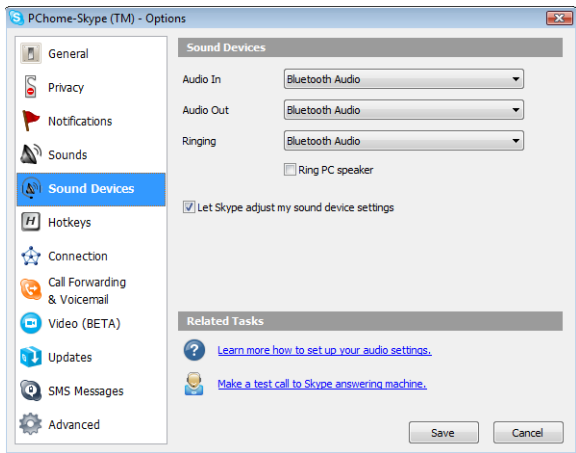 PChome-Skype (TM) - Options
General
Privacy
Notifications
Sounds
Sound Devices
Hotkeys
Connection
Call Forwarding
& Voicemail
Video (BETA)
Updates
SMS Messages
Advanced
Sound Devices
Audio In
Bluetooth Audio
Audio Out
Bluetooth Audio
Ringing
Bluetooth Audio
Ring PC speaker
Let Skype adjust my sound device settings
Related Tasks
Learn more how to set up your audio settings.
Make a test call to Skype answering machine.
Save
Cancel